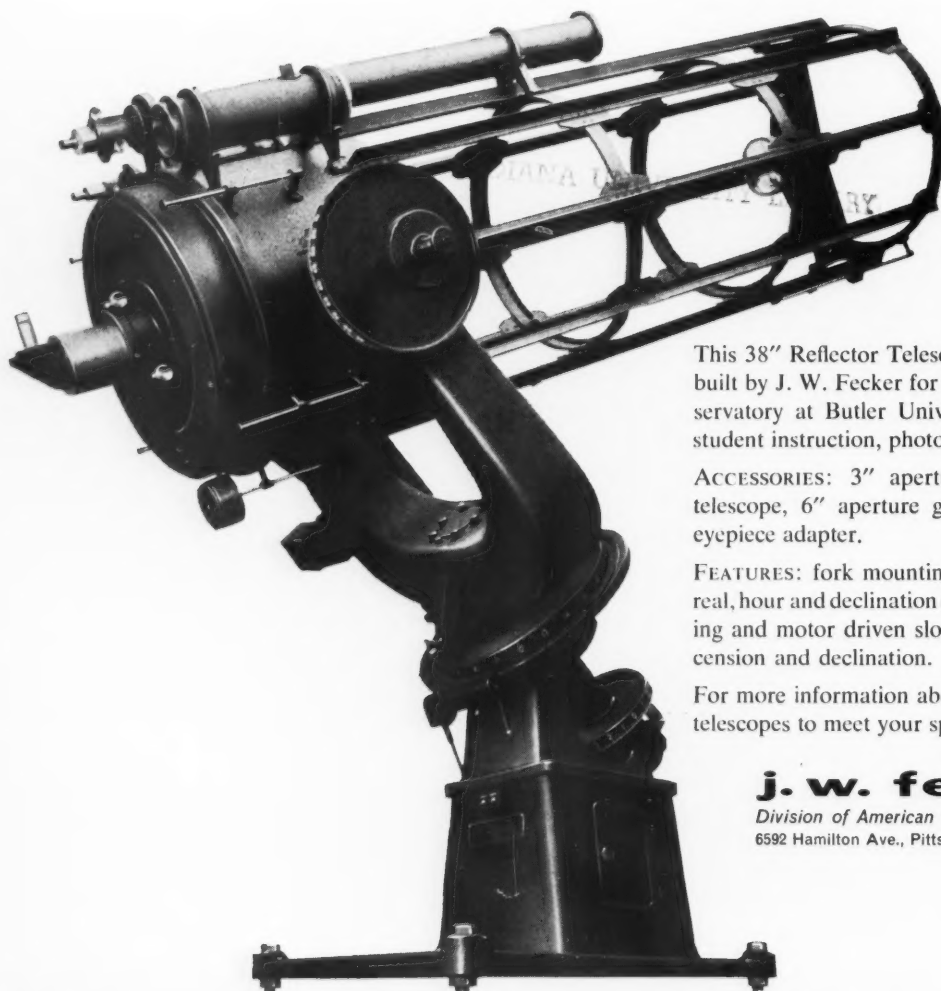 This 38″ Reflector Telesc
built by J. W. Fecker for
servatory at Butler Univ
student instruction, photo
ACCESSORIES: 3″ apert
telescope, 6″ aperture g
eyepiece adapter.
FEATURES: fork mountin
real, hour and declination
ing and motor driven slo
cension and declination.
For more information ab
telescopes to meet your sp
j. w. fe
Division of American
6592 Hamilton Ave., Pitts